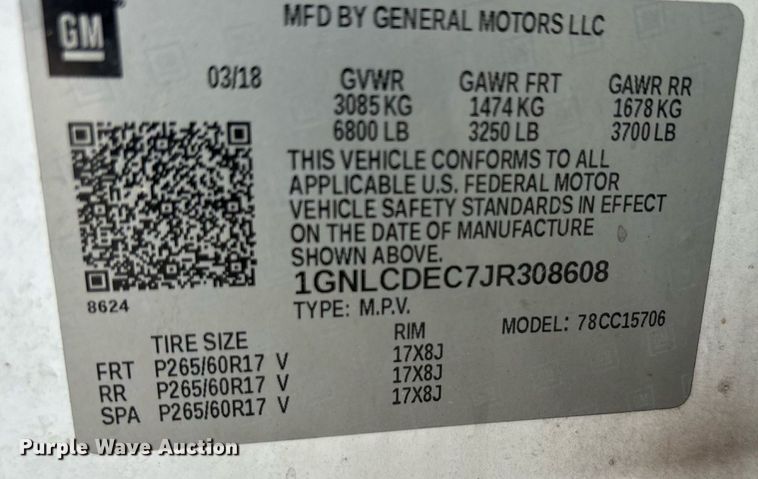 GM
MFD BY GENERAL MOTORS LLC
03/18 GVWR GAWR FRT GAWR RR
3085 KG 1474 KG 1678 KG
6800 LB 3250 LB 3700 LB
THIS VEHICLE CONFORMS TO ALL
APPLICABLE U.S. FEDERAL MOTOR
VEHICLE SAFETY STANDARDS IN EFFECT
ON THE DATE OF MANUFACTURE
SHOWN ABOVE.
1GNLCDEC7JR308608
8624
TYPE: M.P.V. MODEL: 78CC15706
TIRE SIZE RIM
FRT P265/60R17 V 17X8J
RR P265/60R17 V 17X8J
SPA P265/60R17 V 17X8J
Purple Wave Auction